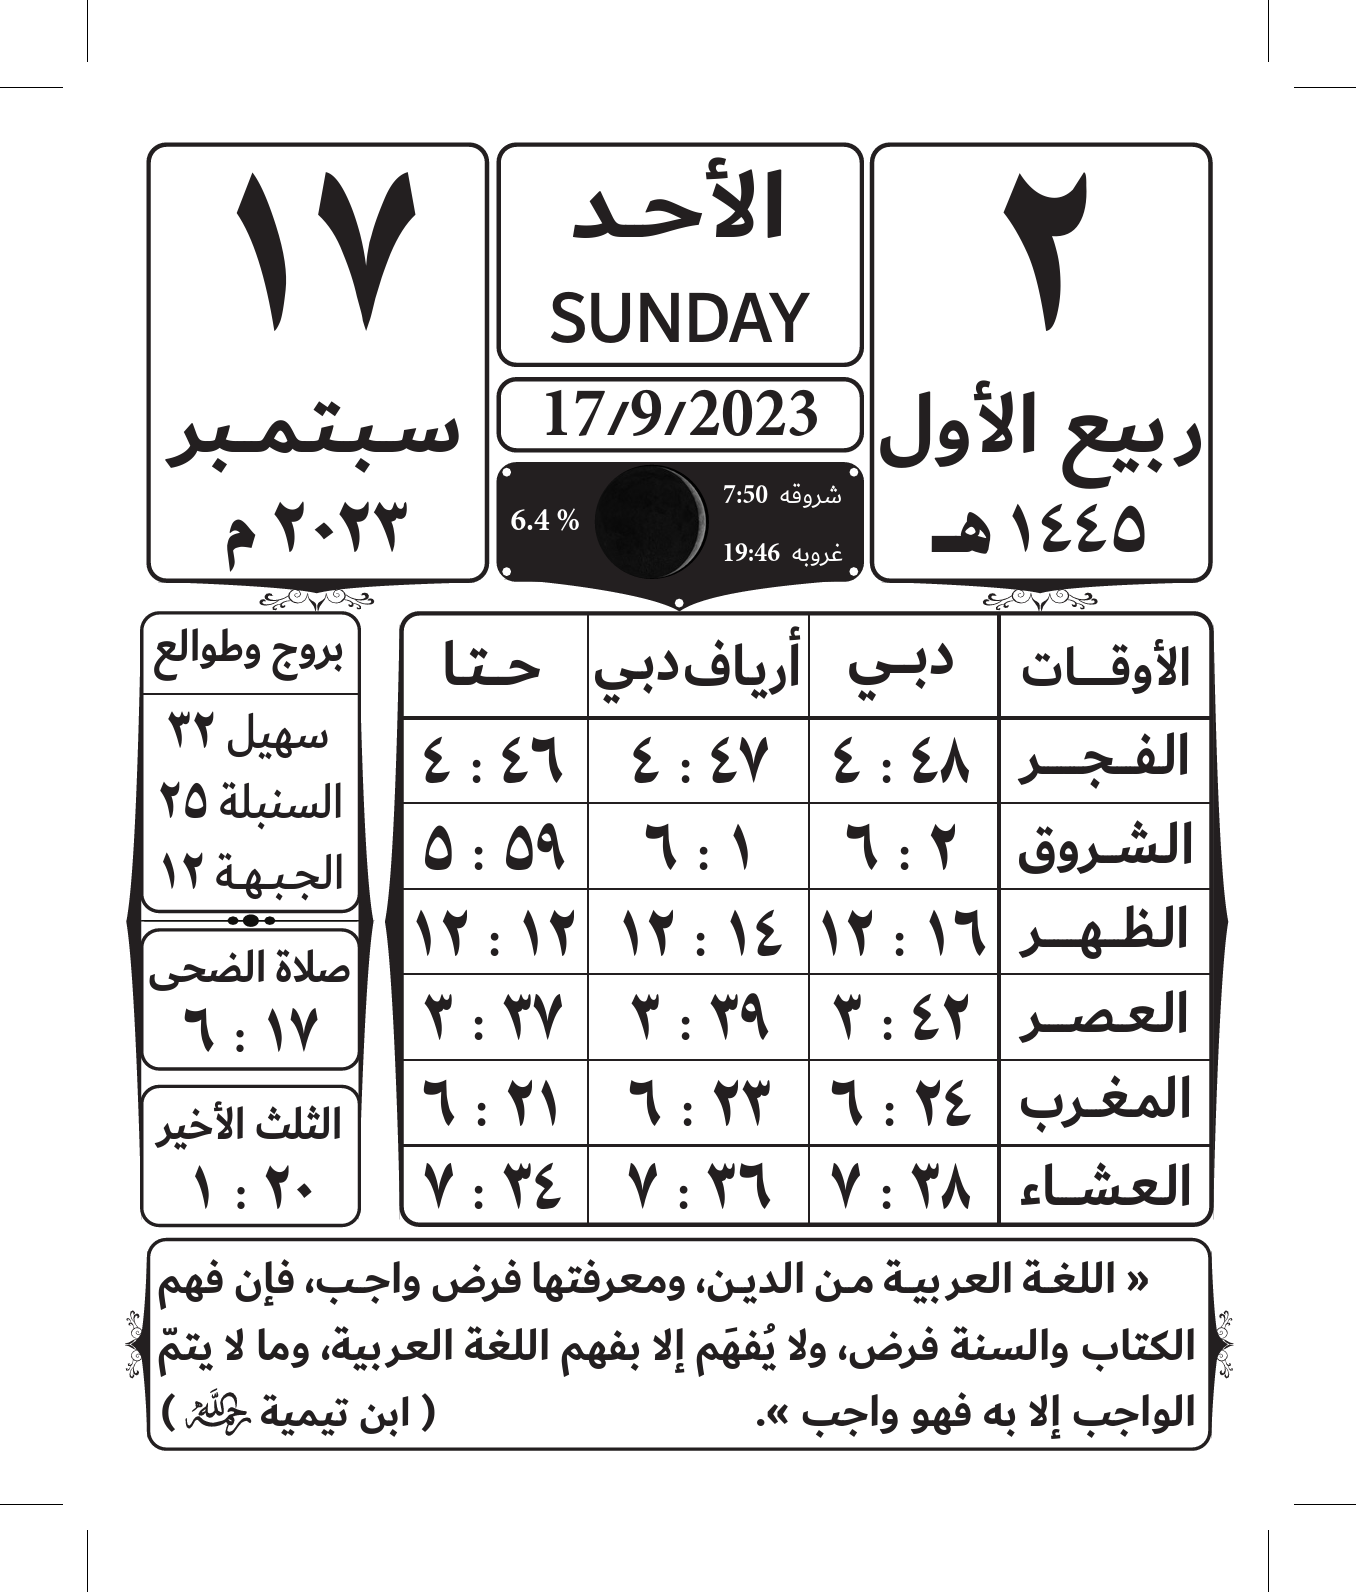 ٢
ربيع الأول
١٤٤٥ هـ
الأحد
SUNDAY
17/9/2023
شروقه 7:50
غروبه 19:46
6.4 %
١٧
سبتمبر
٢٠٢٣ م
الأوقات دبي أرياف دبي حتا
الفجر ٤ : ٤٨ ٤ : ٤٧ ٤ : ٤٦
الشروق ٦ : ٢ ٦ : ١ ٥ : ٥٩
الظهر ١٢ : ١٦ ١٢ : ١٤ ١٢ : ١٢
العصر ٣ : ٤٢ ٣ : ٣٩ ٣ : ٣٧
المغرب ٦ : ٢٤ ٦ : ٢٣ ٦ : ٢١
العشاء ٧ : ٣٨ ٧ : ٣٦ ٧ : ٣٤
بروج وطوالع
سهيل ٣٢
السنبلة ٢٥
الجبهة ١٢
صلاة الضحى
٦ : ١٧
الثلث الأخير
١ : ٢٠
« اللغة العربية من الدين، ومعرفتها فرض واجب، فإن فهم
الكتاب والسنة فرض، ولا يُفهَم إلا بفهم اللغة العربية، وما لا يتمّ
الواجب إلا به فهو واجب ». ( ابن تيمية رحمه الله )